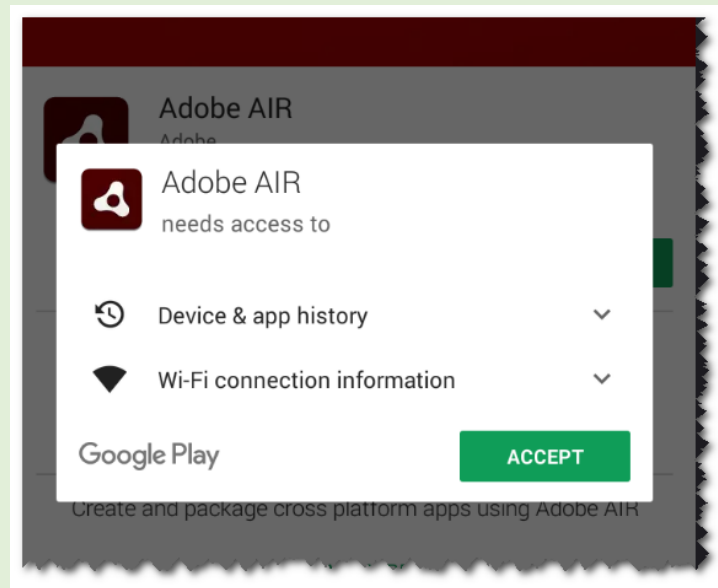 Adobe AIR
Adobe
Adobe AIR
needs access to
Device & app history
Wi-Fi connection information
Google Play
ACCEPT
Create and package cross platform apps using Adobe AIR